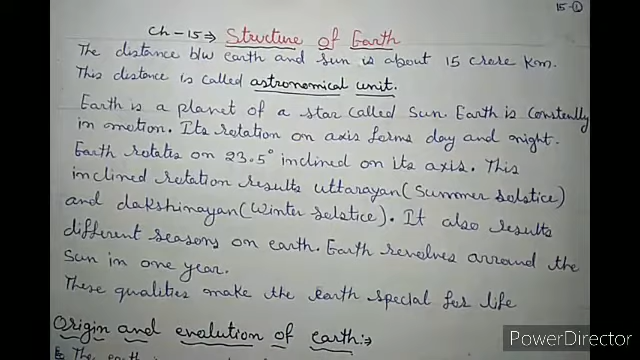 15-①
Ch-15⇒ Structure of Earth
The distance b/w earth and sun is about 15 crore Km.
This distance is called astronomical unit.
Earth is a planet of a star called Sun. Earth is constently
in motion. Its rotation on axis forms day and night.
Earth rotates on 23.5° inclined on its axis. This
inclined rotation results uttarayan (Summer solstice)
and dakshinayan (Winter solstice). It also results
different seasons on earth. Earth revolves arround the
Sun in one year.
These qualities make the earth special for life
Origin and evolution of earth:→
The earth is
PowerDirector